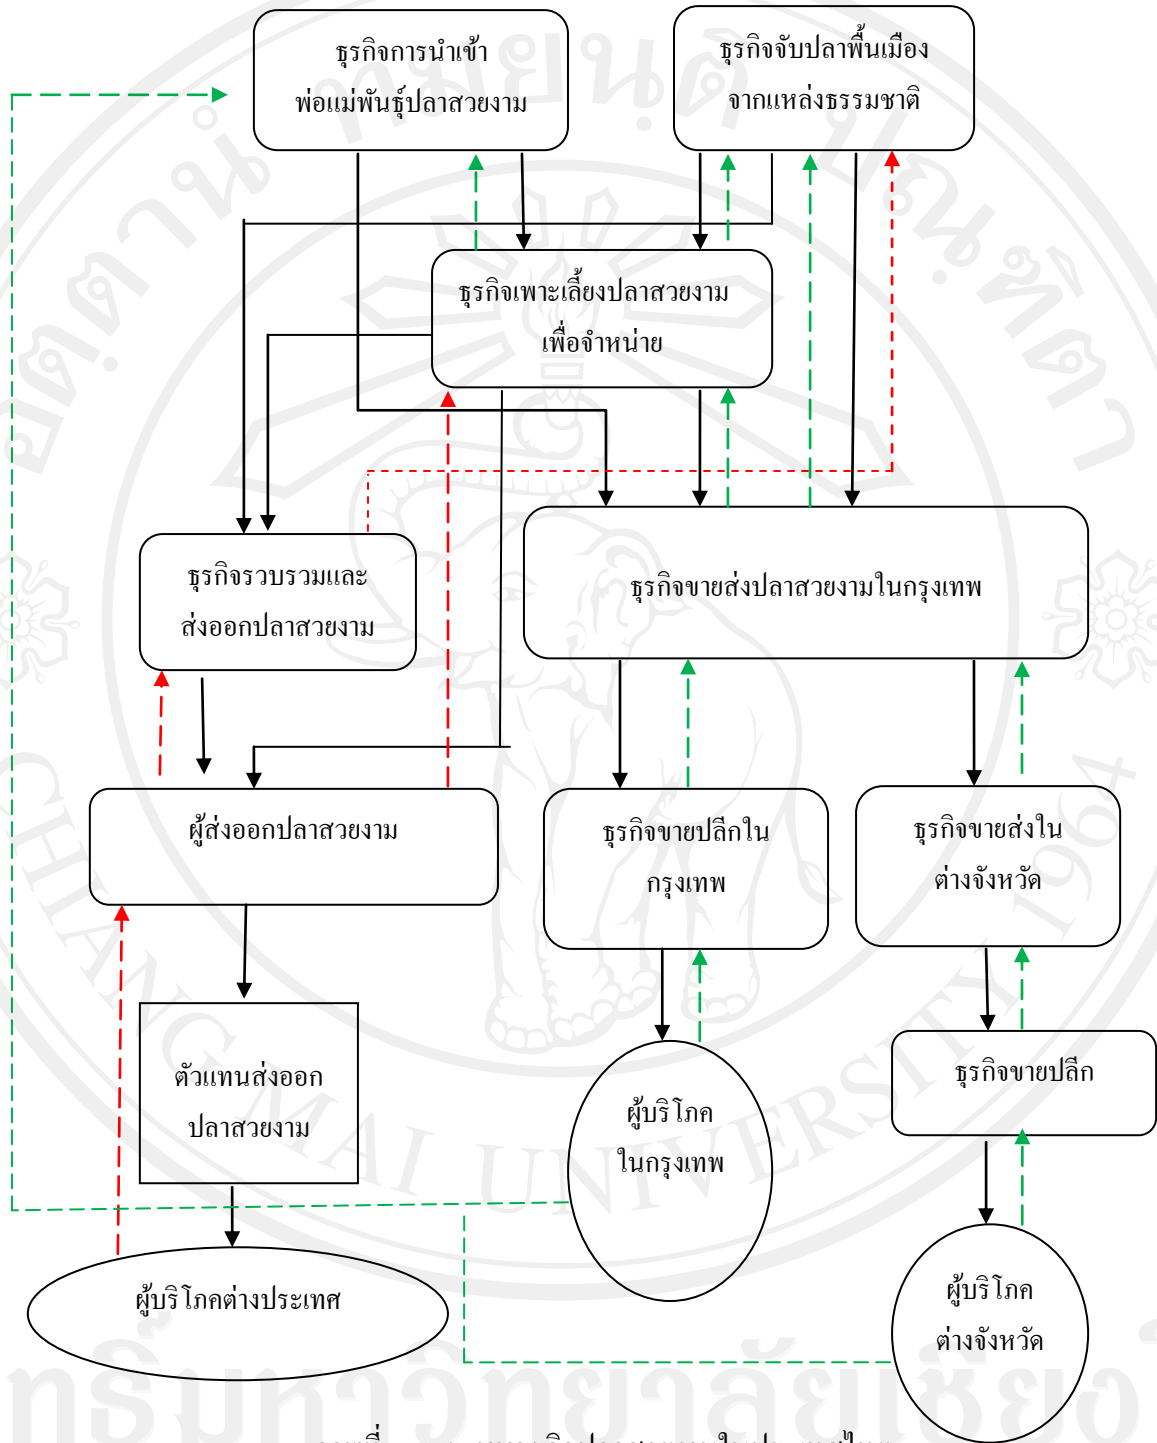 ธุรกิจการนำเข้า
พ่อแม่พันธุ์ปลาสวยงาม
ธุรกิจจับปลาพื้นเมือง
จากแหล่งธรรมชาติ
ธุรกิจเพาะเลี้ยงปลาสวยงาม
เพื่อจำหน่าย
ธุรกิจรวบรวมและ
ส่งออกปลาสวยงาม
ธุรกิจขายส่งปลาสวยงามในกรุงเทพ
ผู้ส่งออกปลาสวยงาม
ธุรกิจขายปลีกใน
กรุงเทพ
ธุรกิจขายส่งใน
ต่างจังหวัด
ตัวแทนส่งออก
ปลาสวยงาม
ผู้บริโภค
ในกรุงเทพ
ธุรกิจขายปลีก
ผู้บริโภคต่างประเทศ
ผู้บริโภค
ต่างจังหวัด
CHIANG MAI UNIVERSITY 1964